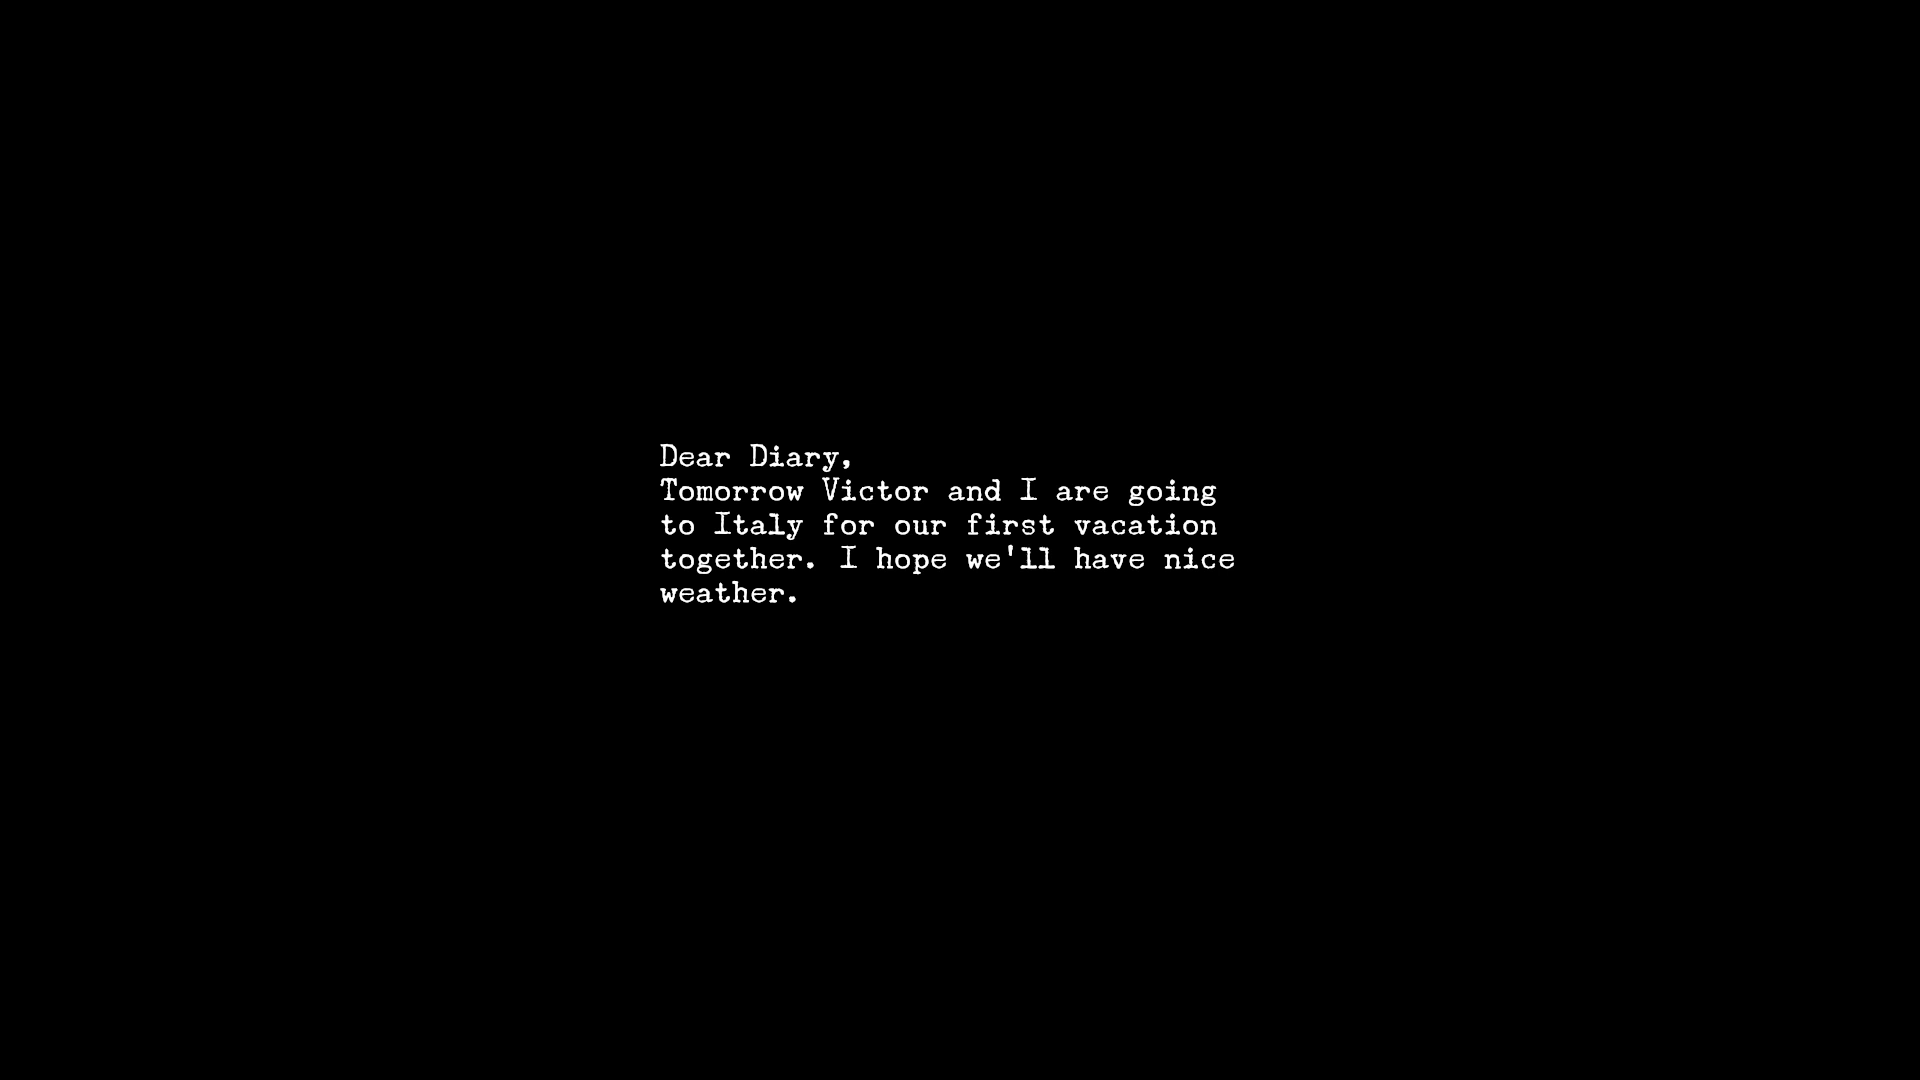 Dear Diary,
Tomorrow Victor and I are going
to Italy for our first vacation
together. I hope we'll have nice
weather.